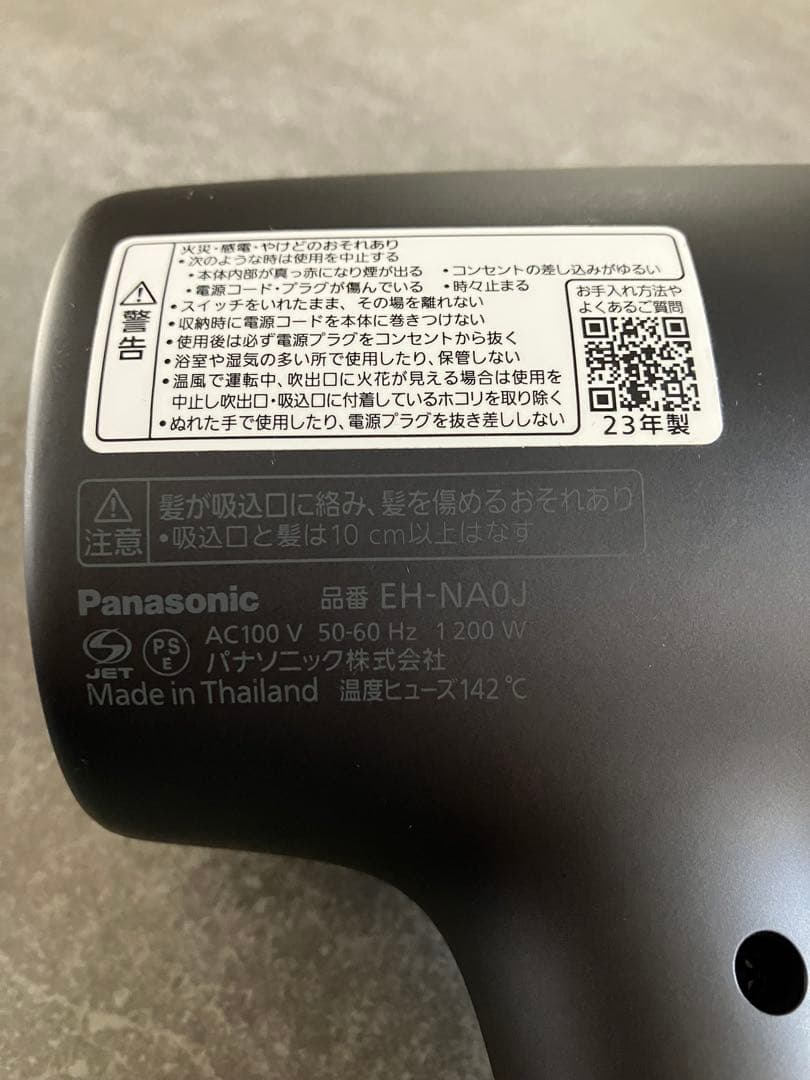 警告
火災・感電・やけどのおそれあり
・次のような時は使用を中止する
・本体内部が真っ赤になり煙が出る ・コンセントの差し込みがゆるい
・電源コード・プラグが傷んでいる ・時々止まる
・スイッチをいれたまま、その場を離れない
・収納時に電源コードを本体に巻きつけない
・使用後は必ず電源プラグをコンセントから抜く
・浴室や湿気の多い所で使用したり、保管しない
・温風で運転中、吹出口に火花が見える場合は使用を
中止し吹出口・吸込口に付着しているホコリを取り除く
・ぬれた手で使用したり、電源プラグを抜き差ししない
お手入れ方法や
よくあるご質問
23年製
注意
髪が吸込口に絡み、髪を傷めるおそれあり
・吸込口と髪は10 cm以上はなす
Panasonic 品番 EH-NA0J
JET PS E AC100 V 50-60 Hz 1 200 W
パナソニック株式会社
Made in Thailand 温度ヒューズ142 ℃